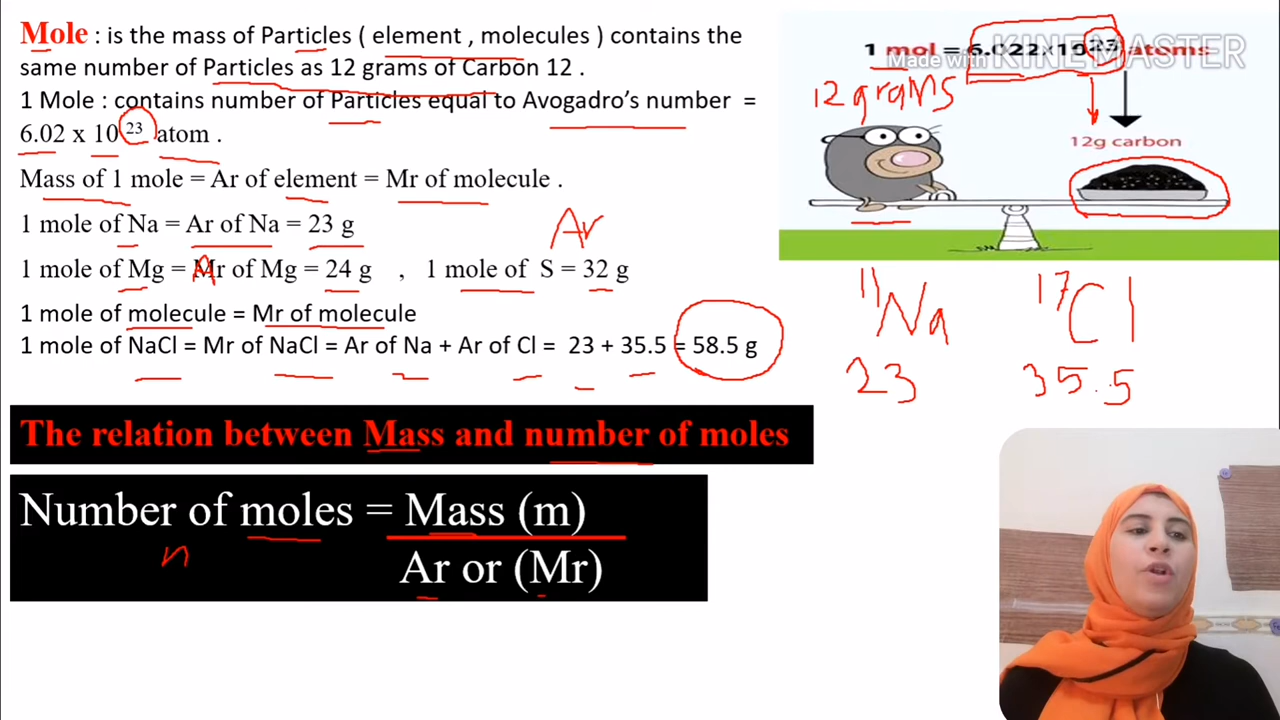 Mole : is the mass of Particles ( element , molecules ) contains the
same number of Particles as 12 grams of Carbon 12 .
1 Mole : contains number of Particles equal to Avogadro's number =
6.02 x 10 23 atom .
Mass of 1 mole = Ar of element = Mr of molecule .
1 mole of Na = Ar of Na = 23 g
Ar
1 mole of Mg = Mr of Mg = 24 g , 1 mole of S = 32 g
A
1 mole of molecule = Mr of molecule
1 mole of NaCl = Mr of NaCl = Ar of Na + Ar of Cl = 23 + 35.5 = 58.5 g
1 mol = 6.022x1023 atoms
Made with KINEMASTER
12 grams
12g carbon
11 Na 17 Cl
23 35.5
The relation between Mass and number of moles
Number of moles = Mass (m)
n
Ar or (Mr)